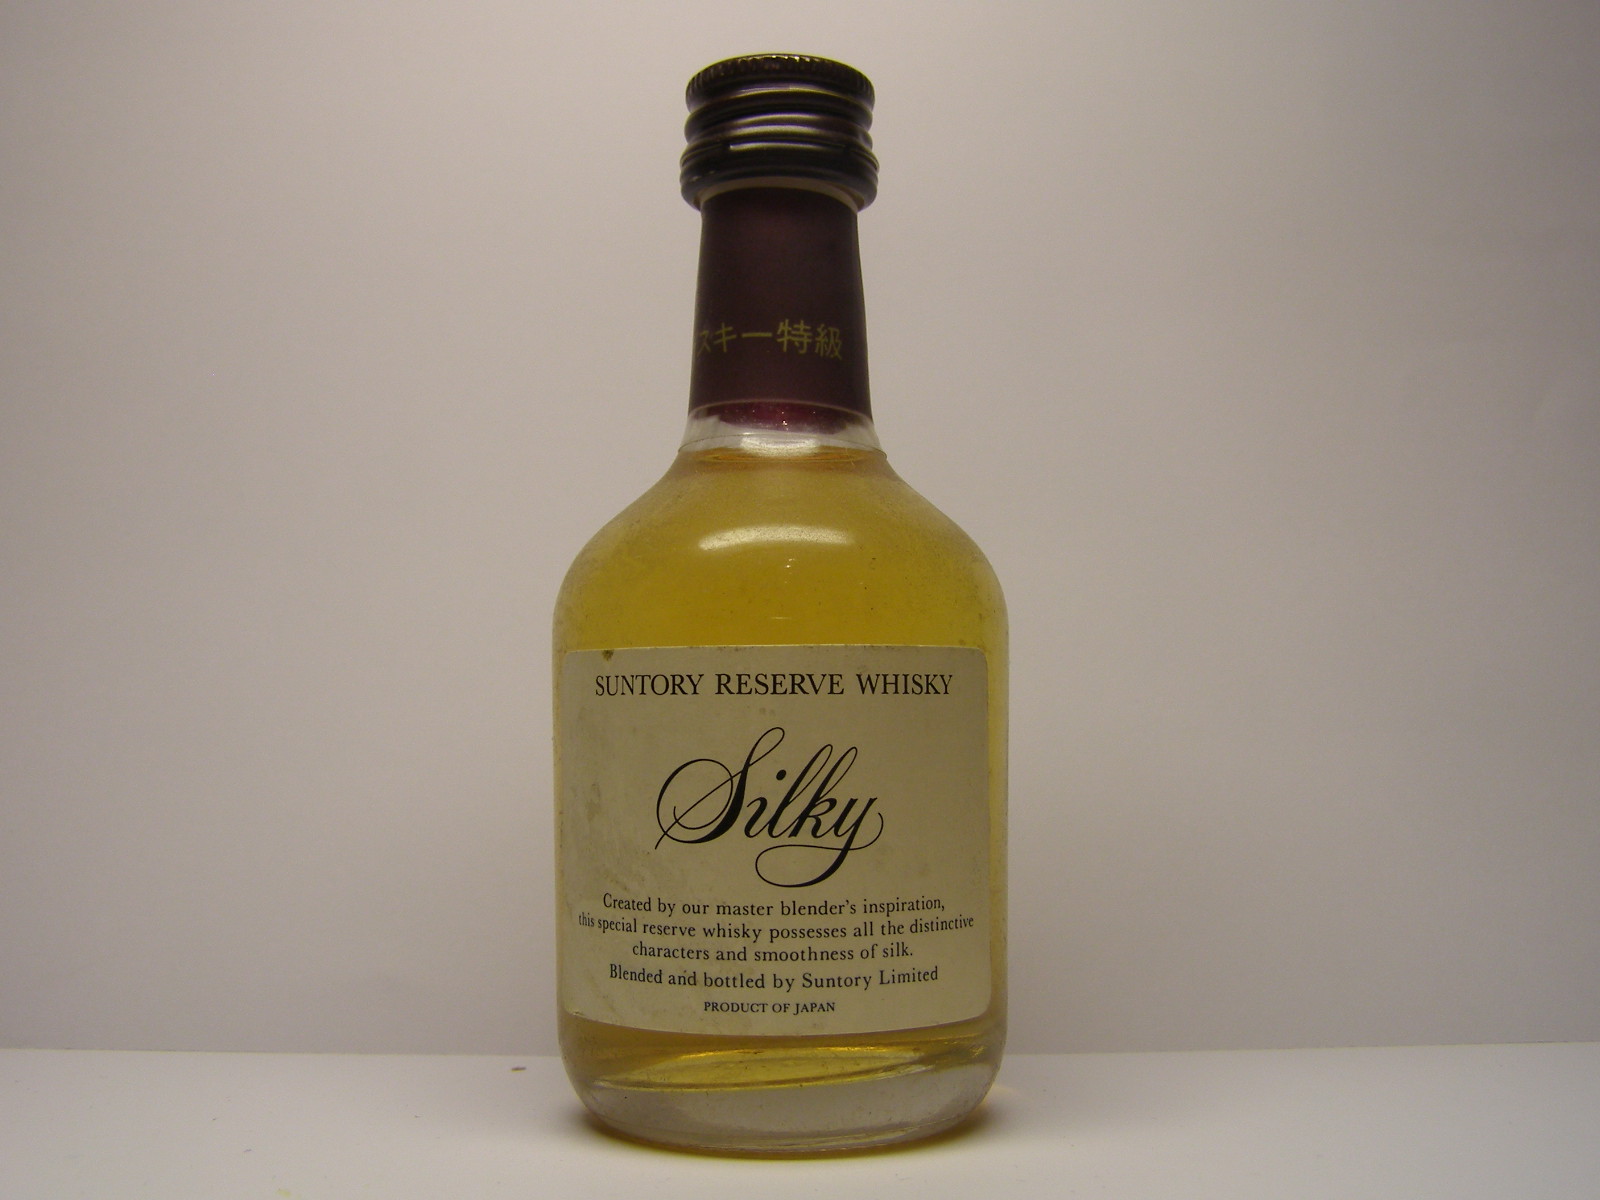 スキー特級
SUNTORY RESERVE WHISKY
Silky
Created by our master blender's inspiration,
this special reserve whisky possesses all the distinctive
characters and smoothness of silk.
Blended and bottled by Suntory Limited
PRODUCT OF JAPAN